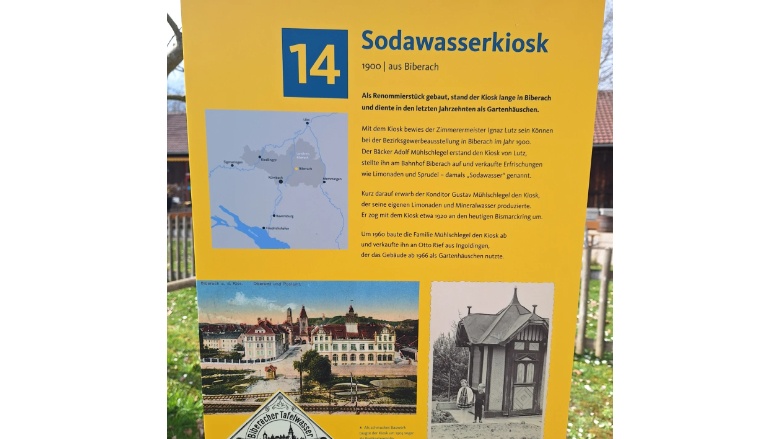 14
Sodawasserkiosk
1900 | aus Biberach
Als Renommierstück gebaut, stand der Kiosk lange in Biberach
und diente in den letzten Jahrzehnten als Gartenhäuschen.
Mit dem Kiosk bewies der Zimmerermeister Ignaz Lutz sein Können
bei der Bezirksgewerbeausstellung in Biberach im Jahr 1900.
Der Bäcker Adolf Mühlschlegel erstand den Kiosk von Lutz,
stellte ihn am Bahnhof Biberach auf und verkaufte Erfrischungen
wie Limonaden und Sprudel – damals „Sodawasser“ genannt.
Kurz darauf erwarb der Konditor Gustav Mühlschlegel den Kiosk,
der seine eigenen Limonaden und Mineralwasser produzierte.
Er zog mit dem Kiosk etwa 1920 an den heutigen Bismarckring um.
Um 1960 baute die Familie Mühlschlegel den Kiosk ab
und verkaufte ihn an Otto Rief aus Ingoldingen,
der das Gebäude ab 1966 als Gartenhäuschen nutzte.
Ulm
Biberach
Ravensburg
Friedrichshafen
Biberacher Tafelwasser